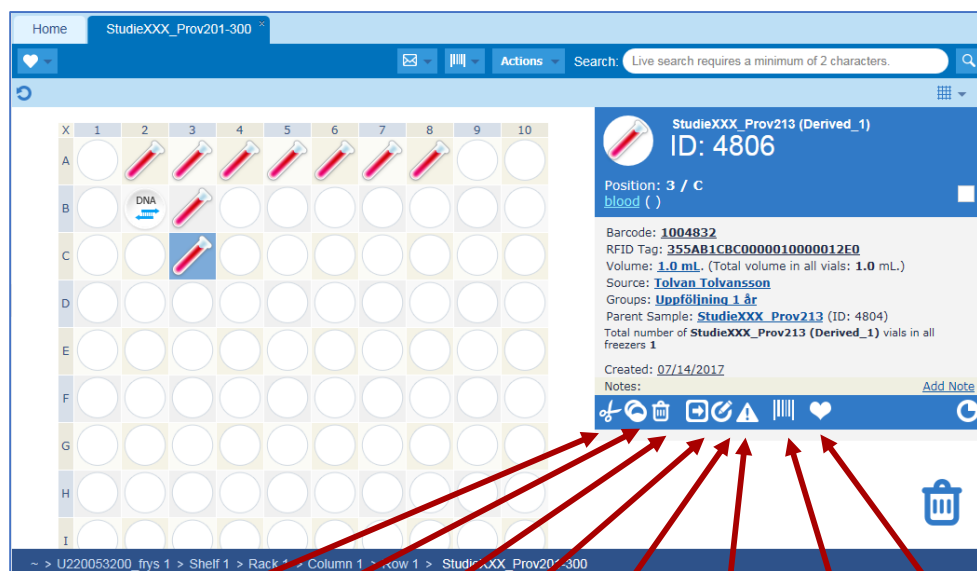 Home StudieXXX_Prov201-300 ×
Actions Search: Live search requires a minimum of 2 characters.
X 1 2 3 4 5 6 7 8 9 10
A
B DNA
C
D
E
F
G
H
I
StudieXXX_Prov213 (Derived_1)
ID: 4806
Position: 3 / C
blood ( )
Barcode: 1004832
RFID Tag: 355AB1CBC0000010000012E0
Volume: 1.0 mL. (Total volume in all vials: 1.0 mL.)
Source: Tolvan Tolvansson
Groups: Uppföljning 1 år
Parent Sample: StudieXXX_Prov213 (ID: 4804)
Total number of StudieXXX_Prov213 (Derived_1) vials in all
freezers 1
Created: 07/14/2017
Notes: Add Note
~ > U220053200_frys 1 > Shelf 1 > Rack 1 > Column 1 > Row 1 > StudieXXX_Prov201-300